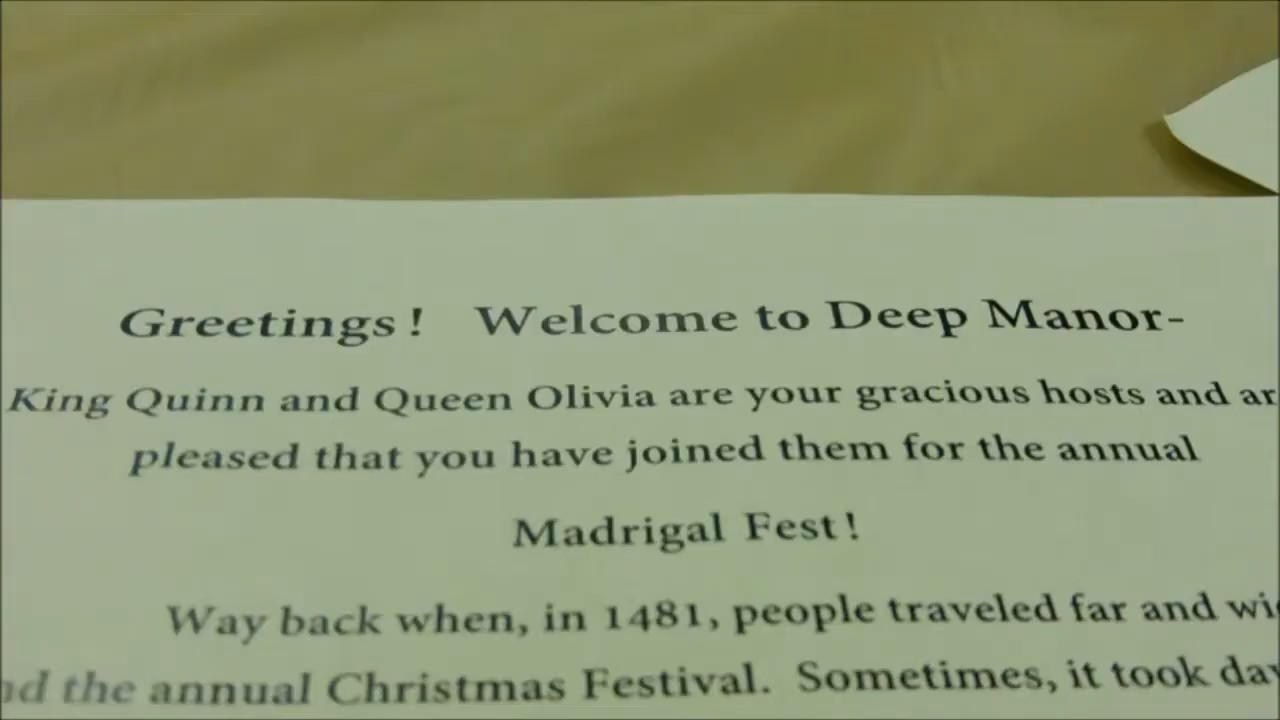 Greetings! Welcome to Deep Manor-
King Quinn and Queen Olivia are your gracious hosts and
pleased that you have joined them for the annual
Madrigal Fest!
Way back when, in 1481, people traveled far and
the annual Christmas Festival. Sometimes, it took